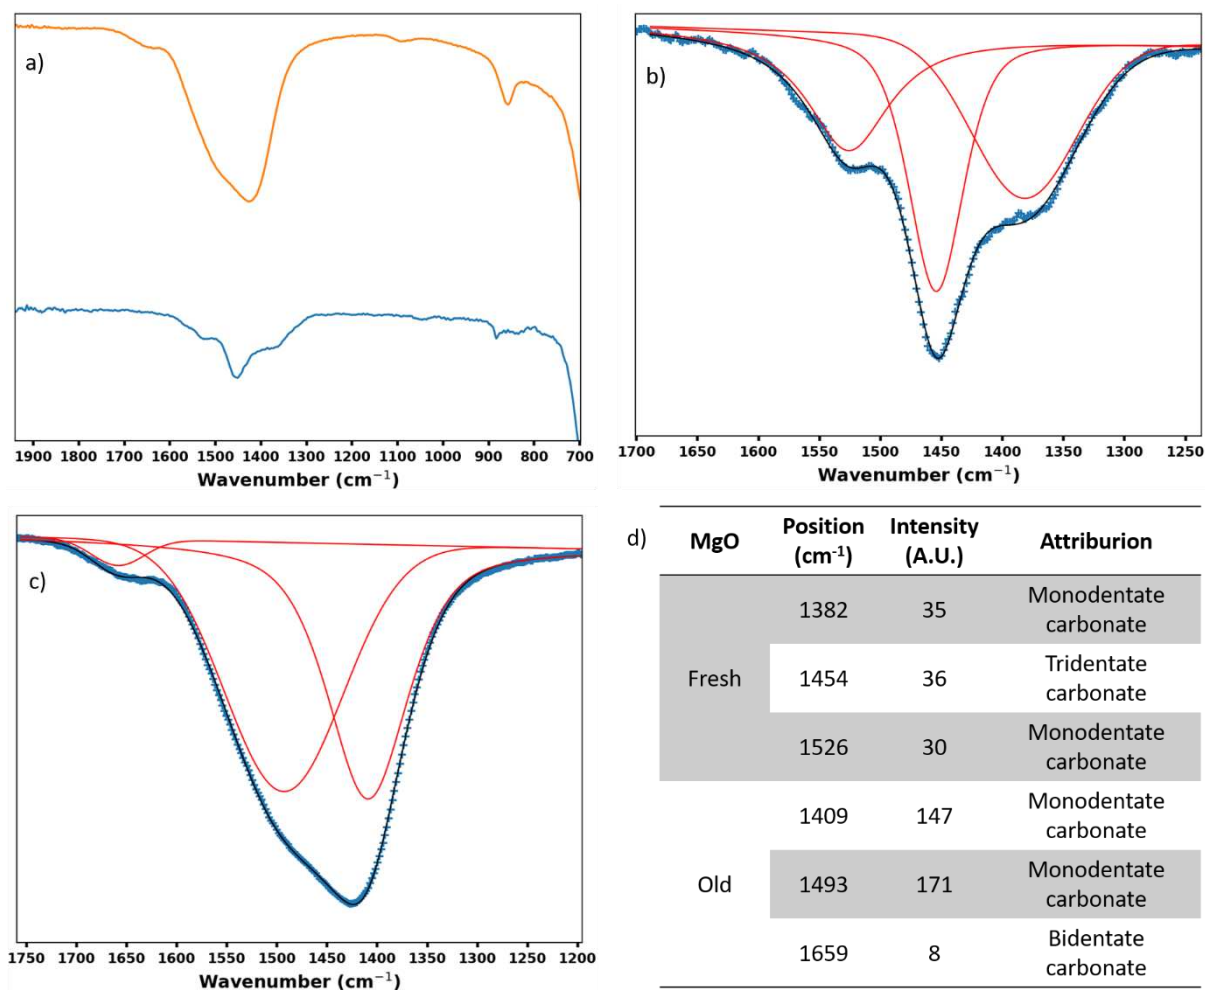 a)
1900 1800 1700 1600 1500 1400 1300 1200 1100 1000 900 800 700
Wavenumber (cm⁻¹)
b)
1700 1650 1600 1550 1500 1450 1400 1350 1300 1250
Wavenumber (cm⁻¹)
c)
1750 1700 1650 1600 1550 1500 1450 1400 1350 1300 1250 1200
Wavenumber (cm⁻¹)
d)
MgO Position (cm⁻¹) Intensity (A.U.) Attriburion
Fresh
1382 35 Monodentate carbonate
1454 36 Tridentate carbonate
1526 30 Monodentate carbonate
Old
1409 147 Monodentate carbonate
1493 171 Monodentate carbonate
1659 8 Bidentate carbonate